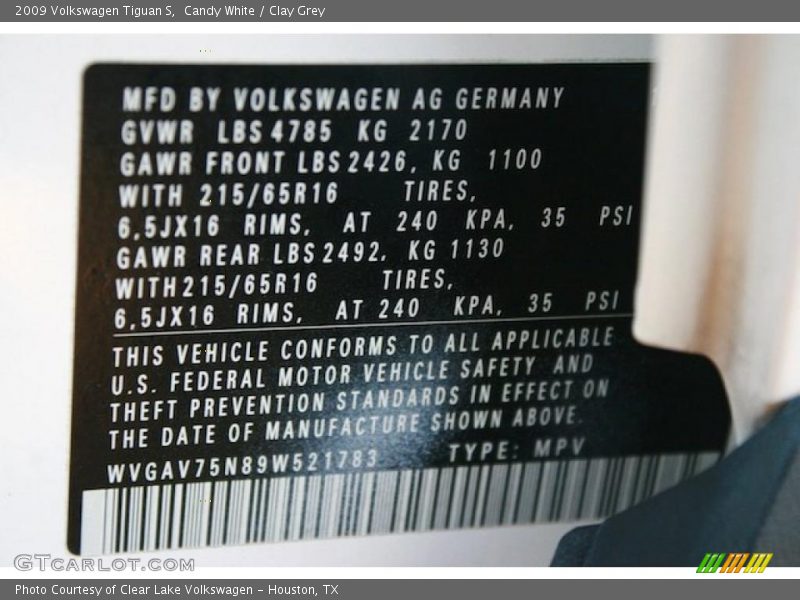 2009 Volkswagen Tiguan S,  Candy White / Clay Grey
MFD BY VOLKSWAGEN AG GERMANY
GVWR LBS 4785 KG 2170
GAWR FRONT LBS 2426, KG 1100
WITH 215/65R16 TIRES,
6,5JX16 RIMS, AT 240 KPA, 35 PSI
GAWR REAR LBS 2492, KG 1130
WITH 215/65R16 TIRES,
6,5JX16 RIMS, AT 240 KPA, 35 PSI
THIS VEHICLE CONFORMS TO ALL APPLICABLE
U.S. FEDERAL MOTOR VEHICLE SAFETY AND
THEFT PREVENTION STANDARDS IN EFFECT ON
THE DATE OF MANUFACTURE SHOWN ABOVE.
WVGAV75N89W521783 TYPE: MPV
GTcarlot.com
Photo Courtesy of Clear Lake Volkswagen – Houston, TX